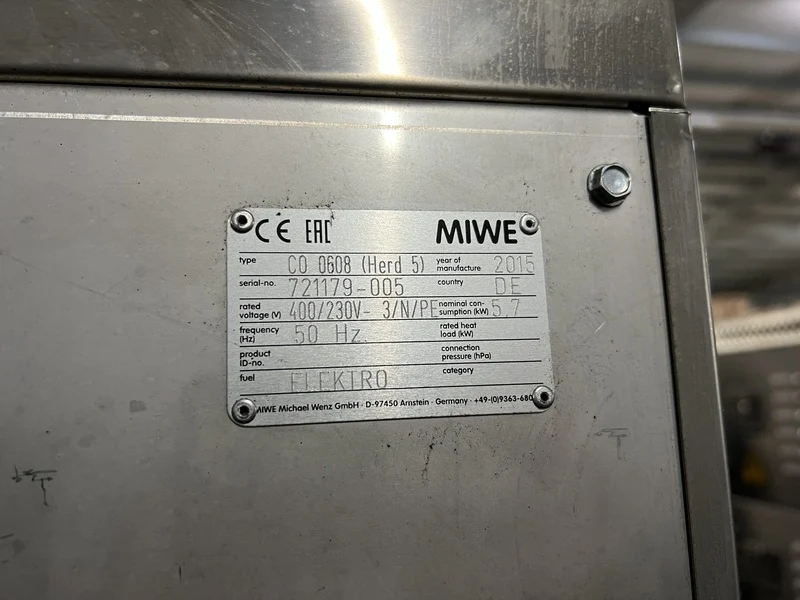 CE EAC MIWE
type CO 0608 (Herd 5) year of manufacture 2015
serial-no. 721179-005 country DE
rated voltage (V) 400/230V- 3/N/PE nominal con-sumption (kW) 5,7
frequency (Hz) 50 Hz rated heat load (kW)
product ID-no. connection pressure (hPa)
fuel ELEKTRO category
MIWE Michael Wenz GmbH · D-97450 Arnstein · Germany · +49-(0)9363-680